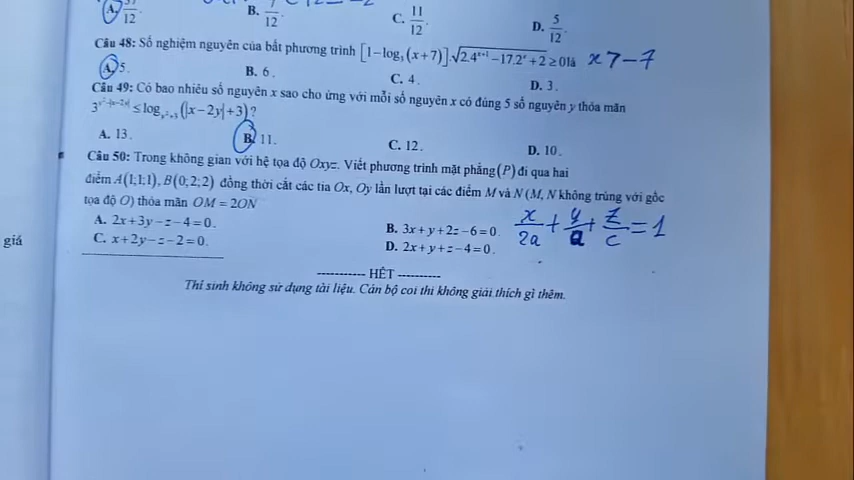 A. 37/12. B. 7/12. C. 11/12. D. 5/12.
Câu 48: Số nghiệm nguyên của bất phương trình [1−log₃(x+7)].√(2.4^(x+1)−17.2^x+2) ≥ 0 là x > −7
A. 5. B. 6. C. 4. D. 3.
Câu 49: Có bao nhiêu số nguyên x sao cho ứng với mỗi số nguyên x có đúng 5 số nguyên y thỏa mãn
3^(y²−|x−2y|) ≤ log_(y²+3)(|x−2y|+3)?
A. 13. B. 11. C. 12. D. 10.
Câu 50: Trong không gian với hệ tọa độ Oxyz. Viết phương trình mặt phẳng (P) đi qua hai
điểm A(1;1;1), B(0;2;2) đồng thời cắt các tia Ox, Oy lần lượt tại các điểm M và N (M, N không trùng với gốc
tọa độ O) thỏa mãn OM = 2ON
A. 2x+3y−z−4=0. B. 3x+y+2z−6=0. x/2a + y/a + z/c = 1
C. x+2y−z−2=0. D. 2x+y+z−4=0.
giá
----------- HẾT ----------
Thí sinh không sử dụng tài liệu. Cán bộ coi thi không giải thích gì thêm.